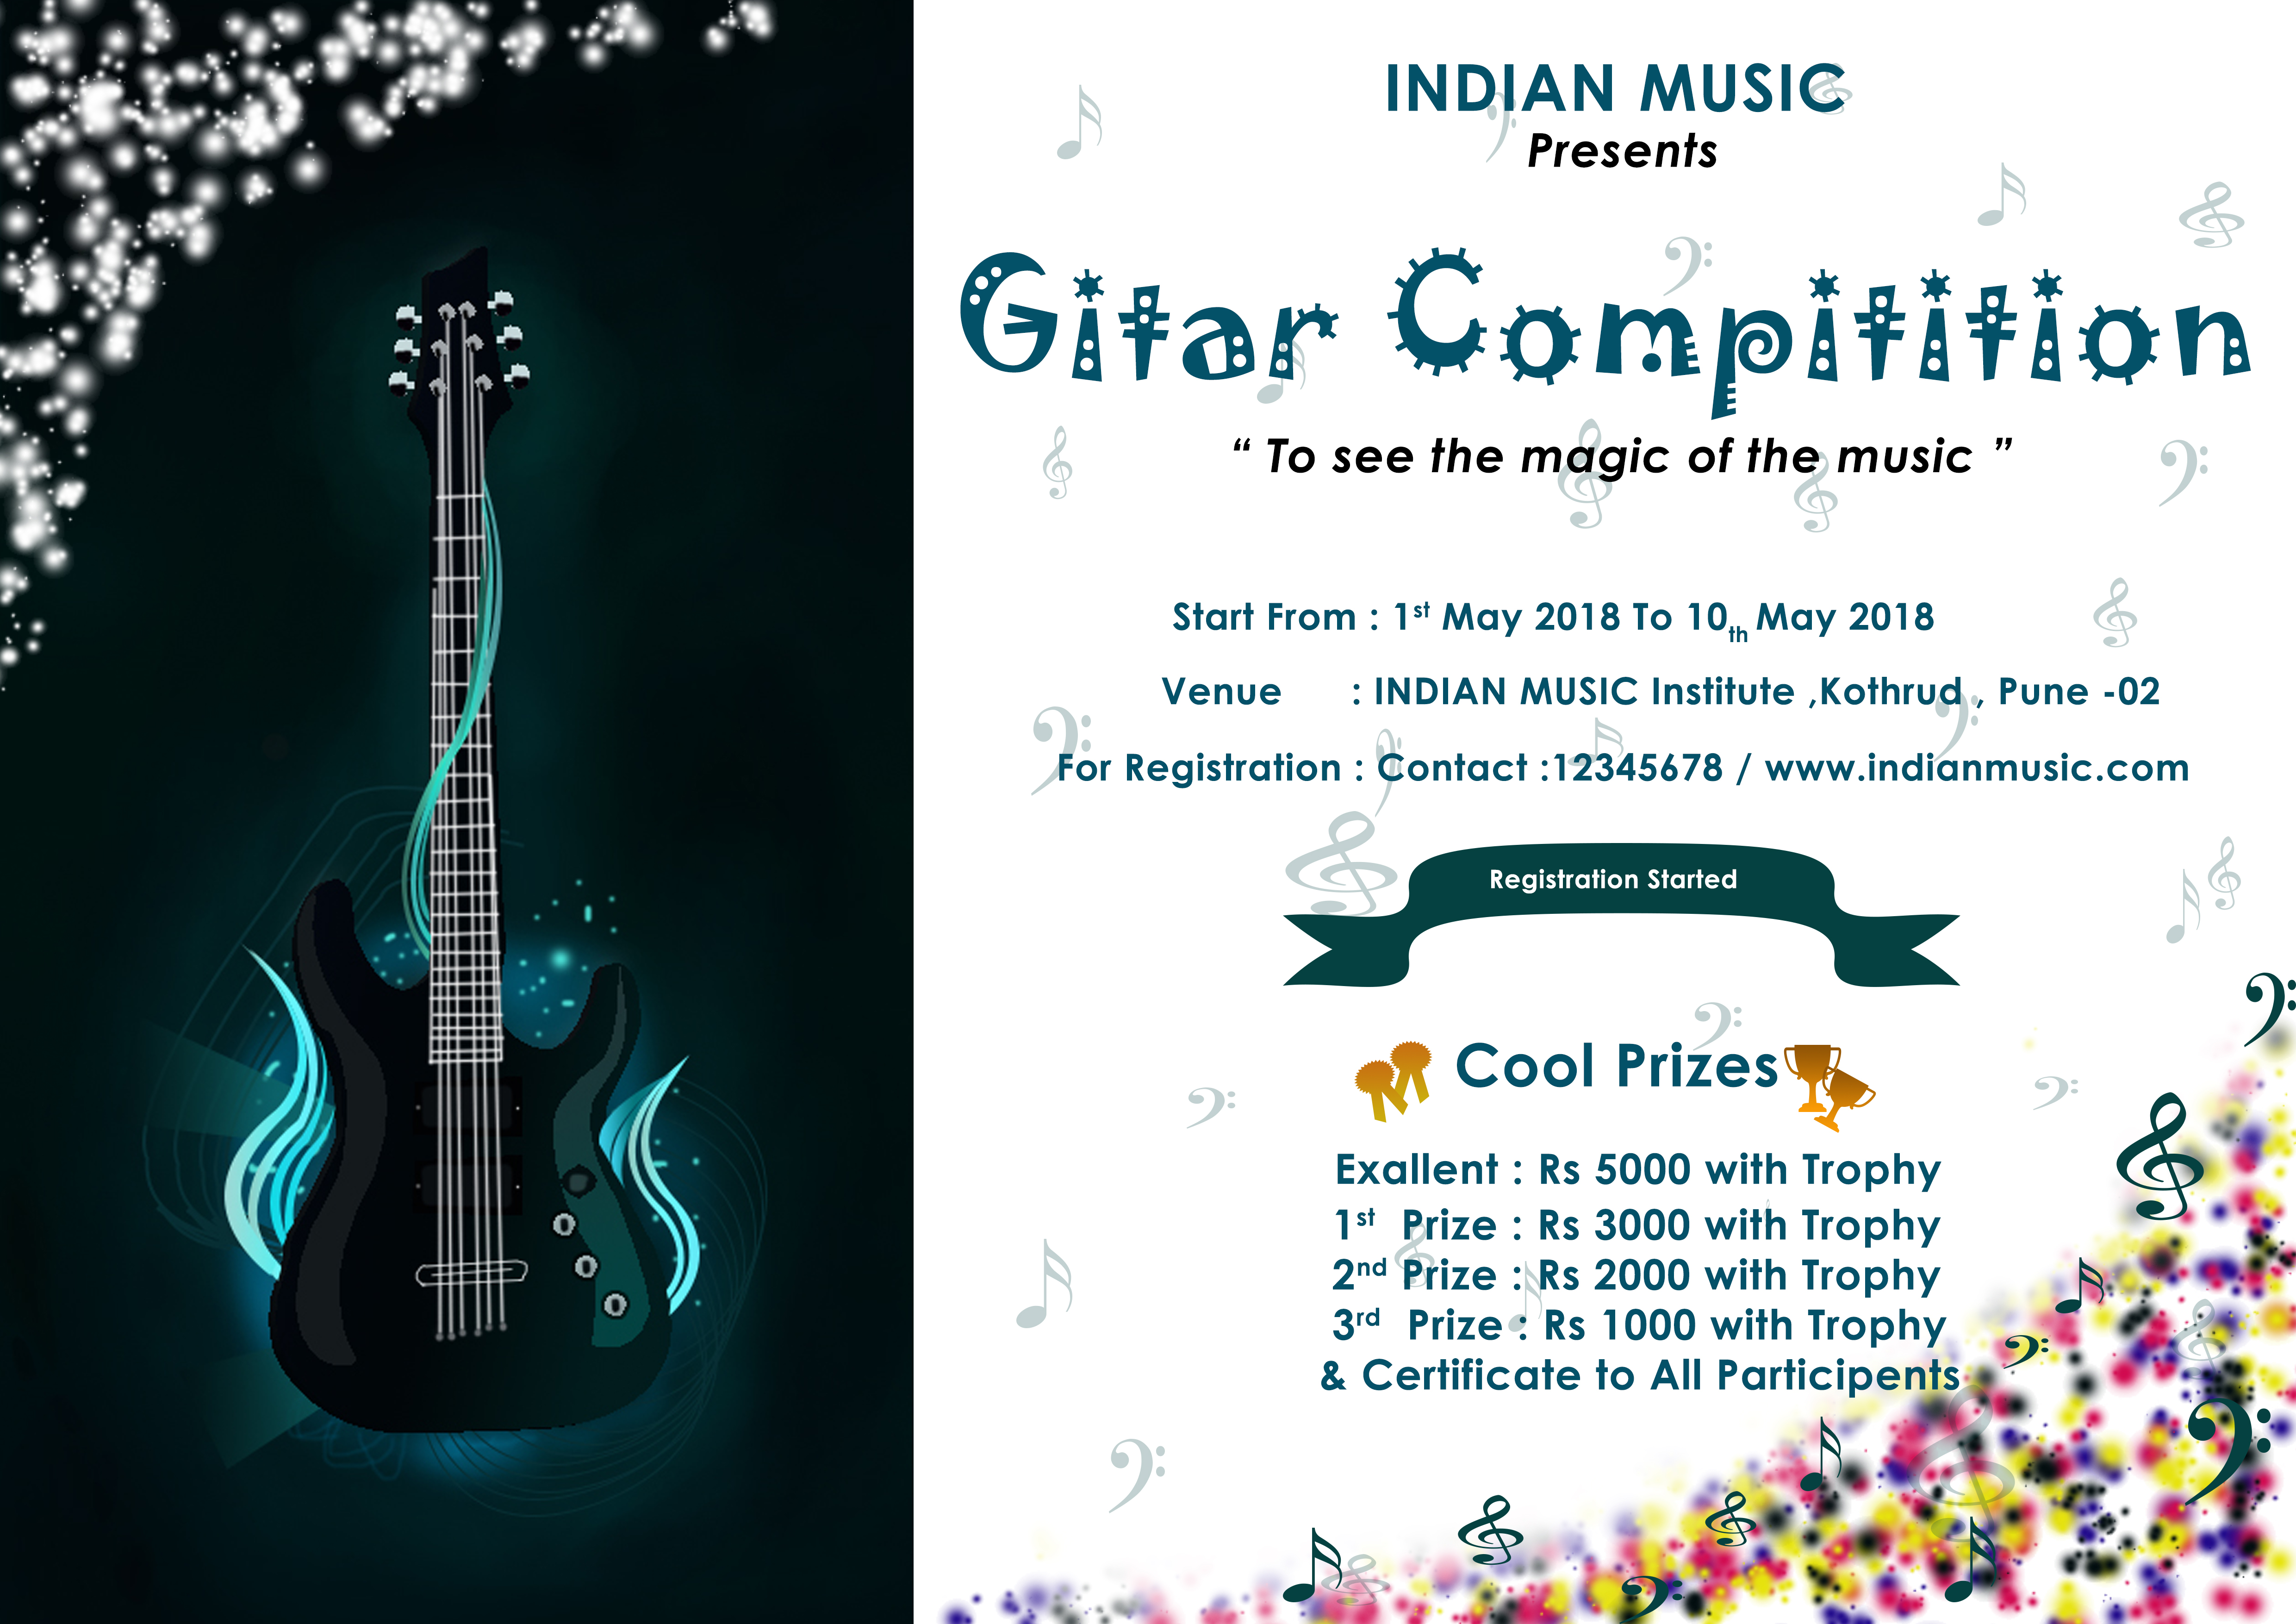 INDIAN MUSIC
Presents
Gitar Compitition
“ To see the magic of the music ”
Start From : 1st May 2018 To 10th May 2018
Venue : INDIAN MUSIC Institute ,Kothrud , Pune -02
For Registration : Contact :12345678 / www.indianmusic.com
Registration Started
Cool Prizes
Exallent : Rs 5000 with Trophy
1st Prize : Rs 3000 with Trophy
2nd Prize : Rs 2000 with Trophy
3rd Prize : Rs 1000 with Trophy
& Certificate to All Participents